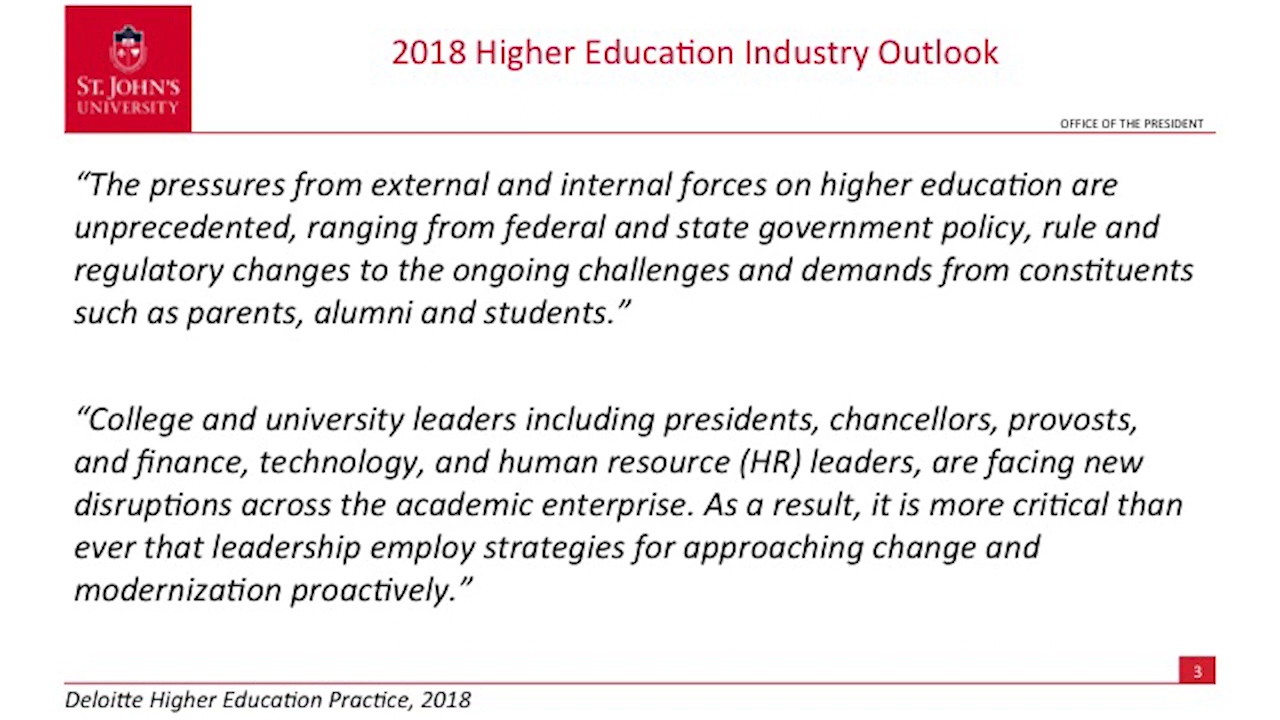 ST. JOHN'S
UNIVERSITY
2018 Higher Education Industry Outlook
OFFICE OF THE PRESIDENT
“The pressures from external and internal forces on higher education are
unprecedented, ranging from federal and state government policy, rule and
regulatory changes to the ongoing challenges and demands from constituents
such as parents, alumni and students.”
“College and university leaders including presidents, chancellors, provosts,
and finance, technology, and human resource (HR) leaders, are facing new
disruptions across the academic enterprise. As a result, it is more critical than
ever that leadership employ strategies for approaching change and
modernization proactively.”
3
Deloitte Higher Education Practice, 2018